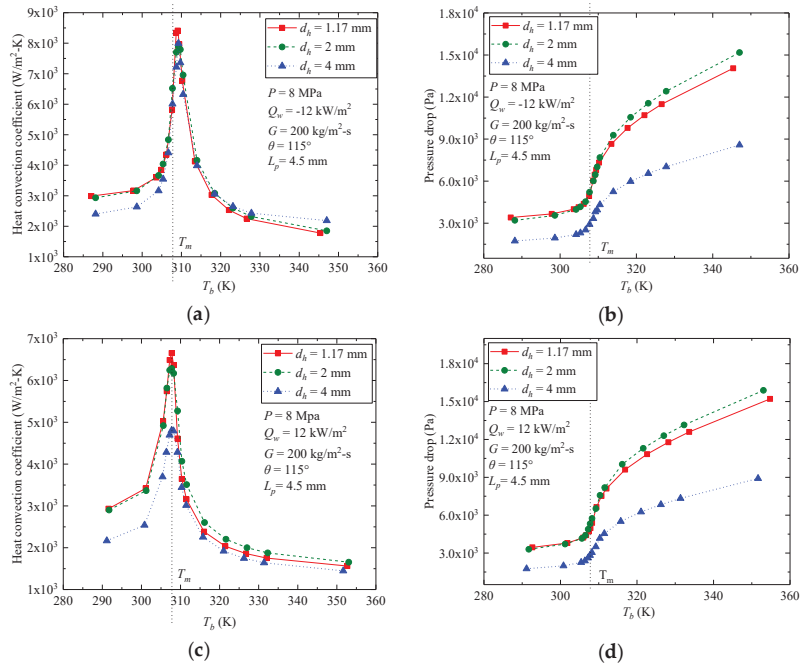 (a)
Heat convection coefficient (W/m²-K)
9x10³
8x10³
7x10³
6x10³
5x10³
4x10³
3x10³
2x10³
1x10³
d_h = 1.17 mm
d_h = 2 mm
d_h = 4 mm
P = 8 MPa
Q_w = -12 kW/m²
G = 200 kg/m²-s
θ = 115°
L_p = 4.5 mm
T_m
280 290 300 310 320 330 340 350 360
T_b (K)
(b)
Pressure drop (Pa)
1.8x10⁴
1.5x10⁴
1.2x10⁴
9.0x10³
6.0x10³
3.0x10³
0.0
d_h = 1.17 mm
d_h = 2 mm
d_h = 4 mm
P = 8 MPa
Q_w = -12 kW/m²
G = 200 kg/m²-s
θ = 115°
L_p = 4.5 mm
T_m
280 300 320 340 360
T_b (K)
(c)
Heat convection coefficient (W/m²-K)
7x10³
6x10³
5x10³
4x10³
3x10³
2x10³
1x10³
d_h = 1.17 mm
d_h = 2 mm
d_h = 4 mm
P = 8 Mpa
Q_w = 12 kW/m²
G = 200 kg/m²-s
θ = 115°
L_p = 4.5 mm
T_m
280 290 300 310 320 330 340 350 360
T_b (K)
(d)
Pressure drop (Pa)
1.8x10⁴
1.5x10⁴
1.2x10⁴
9.0x10³
6.0x10³
3.0x10³
0.0
d_h = 1.17 mm
d_h = 2 mm
d_h = 4 mm
P = 8 MPa
Q_w = 12 kW/m²
G = 200 kg/m²-s
θ = 115°
L_p = 4.5 mm
T_m
280 300 320 340 360
T_b (K)